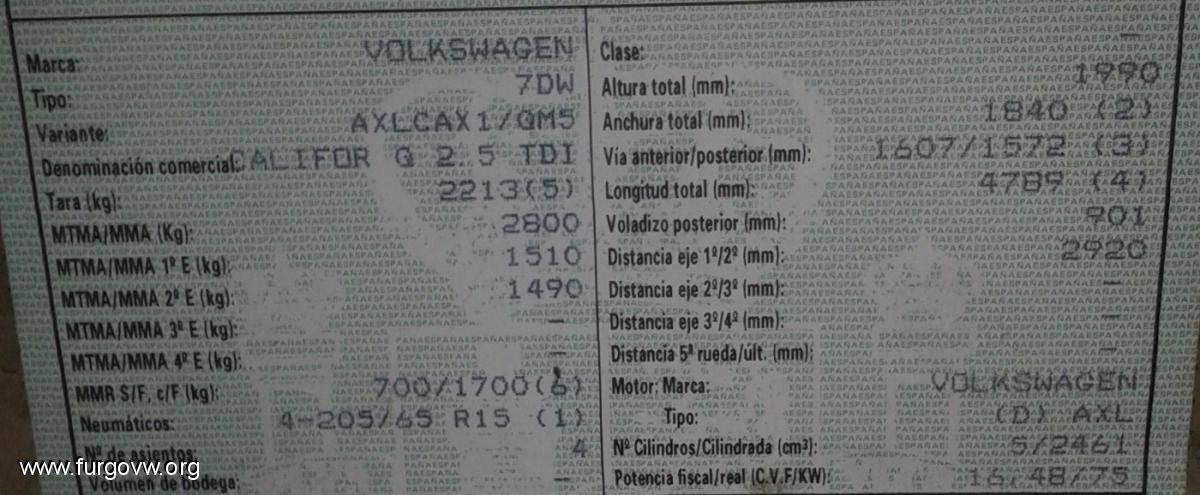 Marca: VOLKSWAGEN
Tipo: 7DW
Variante: AXLCAX1/GM5
Denominación comercial: CALIFOR G 2.5 TDI
Tara (kg): 2213(5)
MTMA/MMA (Kg): 2800
MTMA/MMA 1º E (kg): 1510
MTMA/MMA 2º E (kg): 1490
MTMA/MMA 3º E (kg): —
MTMA/MMA 4º E (kg): —
MMR S/F, c/F (kg): 700/1700(6)
Neumáticos: 4-205/65 R15 (1)
Nº de asientos: 4
Volumen de bodega: —
Clase: —
Altura total (mm): 1990
Anchura total (mm): 1840 (2)
Vía anterior/posterior (mm): 1607/1572 (3)
Longitud total (mm): 4789 (4)
Voladizo posterior (mm): 901
Distancia eje 1º/2º (mm): 2920
Distancia eje 2º/3º (mm): —
Distancia eje 3º/4º (mm): —
Distancia 5ª rueda/últ. (mm): —
Motor: Marca: VOLKSWAGEN
Tipo: (D) AXL
Nº Cilindros/Cilindrada (cm³): 5/2461
Potencia fiscal/real (C.V.F/KW): 16,48/75
www.furgovw.org